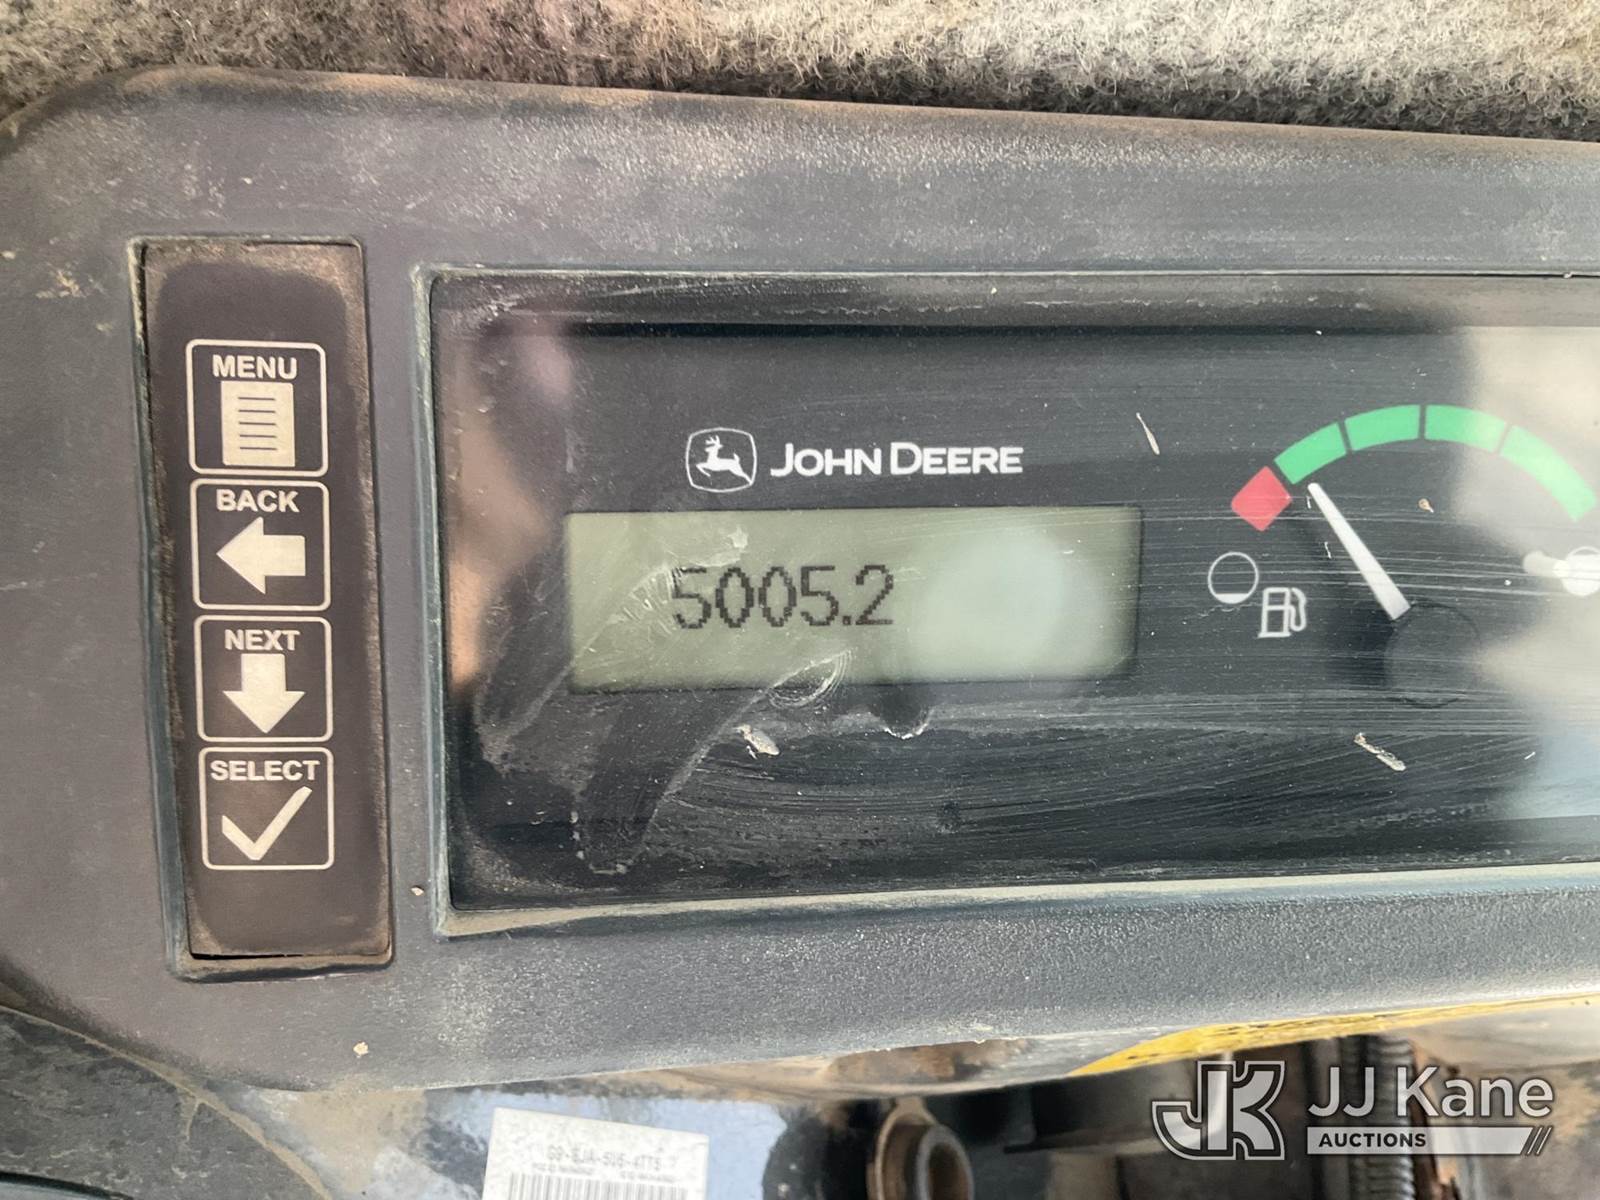 MENU
BACK
NEXT
SELECT
JOHN DEERE
5005.2
JJ Kane
AUCTIONS